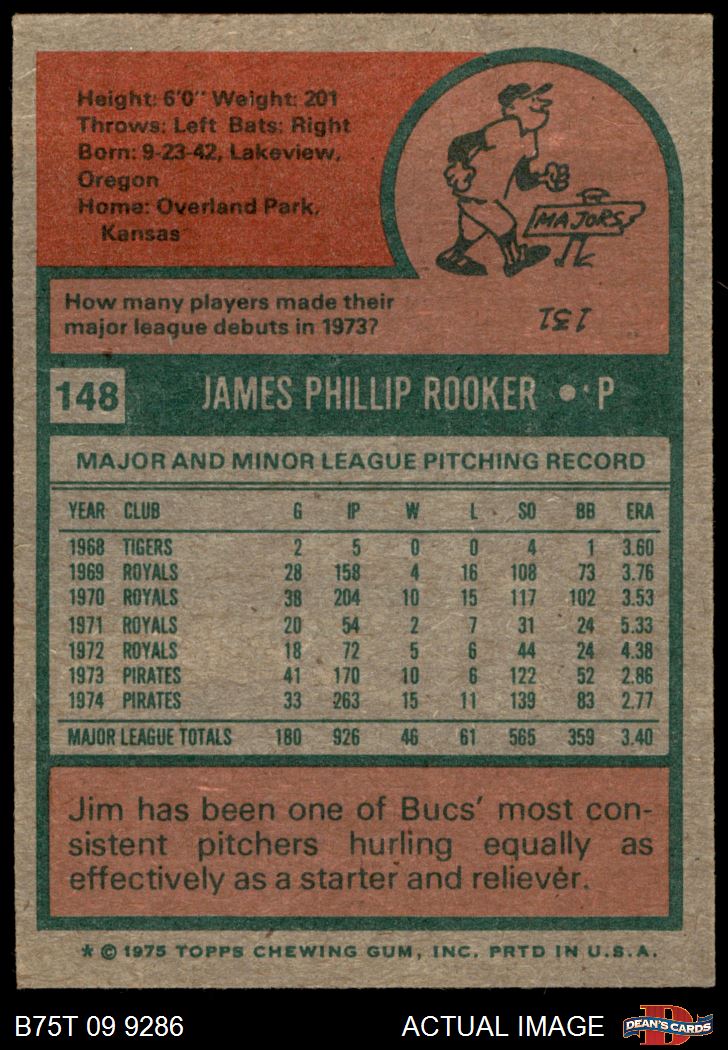 Height: 6'0" Weight: 201
Throws: Left Bats: Right
Born: 9-23-42, Lakeview,
Oregon
Home: Overland Park,
Kansas
MAJORS
How many players made their
major league debuts in 1973?
131
148 JAMES PHILLIP ROOKER • P
MAJOR AND MINOR LEAGUE PITCHING RECORD
YEAR CLUB G IP W L SO BB ERA
1968 TIGERS 2 5 0 0 4 1 3.60
1969 ROYALS 28 158 4 16 108 73 3.76
1970 ROYALS 38 204 10 15 117 102 3.53
1971 ROYALS 20 54 2 7 31 24 5.33
1972 ROYALS 18 72 5 6 44 24 4.38
1973 PIRATES 41 170 10 6 122 52 2.86
1974 PIRATES 33 263 15 11 139 83 2.77
MAJOR LEAGUE TOTALS 180 926 46 61 565 359 3.40
Jim has been one of Bucs' most con-
sistent pitchers hurling equally as
effectively as a starter and reliever.
* © 1975 TOPPS CHEWING GUM, INC. PRTD IN U.S.A.
B75T 09 9286 ACTUAL IMAGE D DEAN'S CARDS